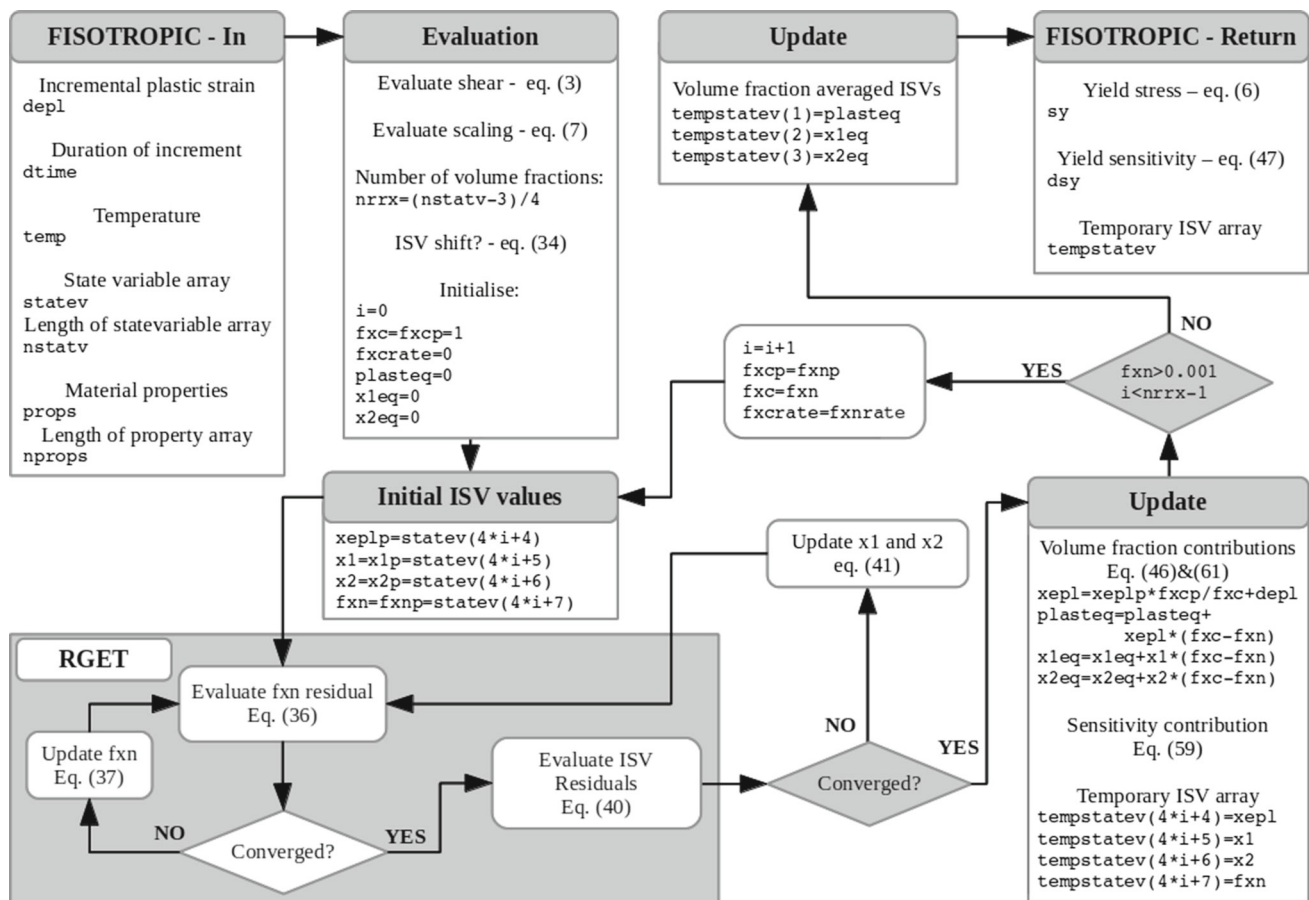 FISOTROPIC - In
Incremental plastic strain
depl
Duration of increment
dtime
Temperature
temp
State variable array
statev
Length of statevariable array
nstatv
Material properties
props
Length of property array
nprops
Evaluation
Evaluate shear - eq. (3)
Evaluate scaling - eq. (7)
Number of volume fractions:
nrrx=(nstatv-3)/4
ISV shift? - eq. (34)
Initialise:
i=0
fxc=fxcp=1
fxcrate=0
plasteq=0
x1eq=0
x2eq=0
Initial ISV values
xeplp=statev(4*i+4)
x1=x1p=statev(4*i+5)
x2=x2p=statev(4*i+6)
fxn=fxnp=statev(4*i+7)
RGET
Evaluate fxn residual
Eq. (36)
Update fxn
Eq. (37)
NO
Converged?
YES
Evaluate ISV
Residuals
Eq. (40)
Converged?
NO
YES
Update x1 and x2
eq. (41)
Update
Volume fraction contributions
Eq. (46)&(61)
xepl=xeplp*fxcp/fxc+depl
plasteq=plasteq+
xepl*(fxc-fxn)
x1eq=x1eq+x1*(fxc-fxn)
x2eq=x2eq+x2*(fxc-fxn)
Sensitivity contribution
Eq. (59)
Temporary ISV array
tempstatev(4*i+4)=xepl
tempstatev(4*i+5)=x1
tempstatev(4*i+6)=x2
tempstatev(4*i+7)=fxn
fxn>0.001
i<nrrx-1
YES
NO
i=i+1
fxcp=fxnp
fxc=fxn
fxcrate=fxnrate
Update
Volume fraction averaged ISVs
tempstatev(1)=plasteq
tempstatev(2)=x1eq
tempstatev(3)=x2eq
FISOTROPIC - Return
Yield stress – eq. (6)
sy
Yield sensitivity – eq. (47)
dsy
Temporary ISV array
tempstatev